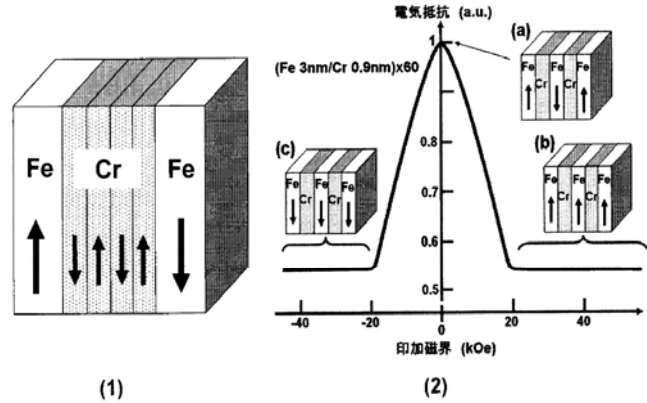 Fe Cr Fe
(1)
電気抵抗 (a.u.)
(Fe 3nm/Cr 0.9nm)x60
(a)
Fe Fe Fe
Cr Cr
(b)
Fe Fe Fe
Cr Cr
(c)
Fe Fe Fe
Cr Cr
1
0.8
0.7
0.6
0.5
-40 -20 0 20 40
印加磁界 (kOe)
(2)